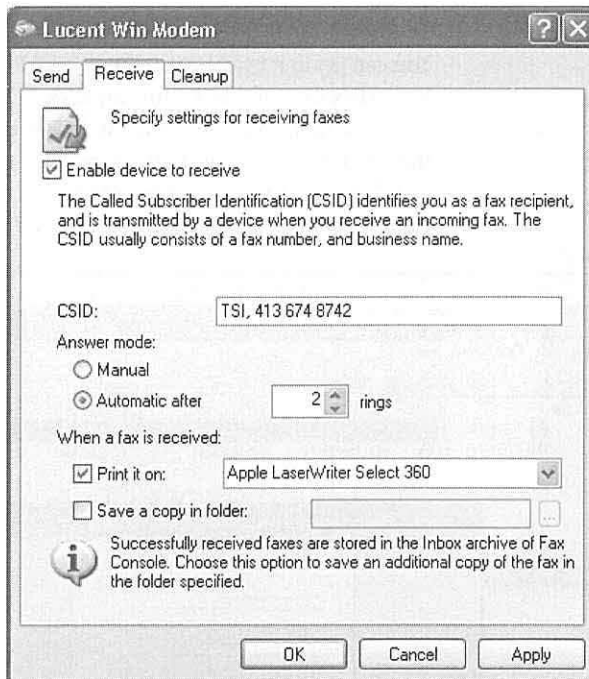 Lucent Win Modem
Send Receive Cleanup
Specify settings for receiving faxes
Enable device to receive
The Called Subscriber Identification (CSID) identifies you as a fax recipient,
and is transmitted by a device when you receive an incoming fax. The
CSID usually consists of a fax number, and business name.
CSID: TSI, 413 674 8742
Answer mode:
Manual
Automatic after 2 rings
When a fax is received:
Print it on: Apple LaserWriter Select 360
Save a copy in folder: ...
Successfully received faxes are stored in the Inbox archive of Fax
Console. Choose this option to save an additional copy of the fax in
the folder specified.
OK Cancel Apply